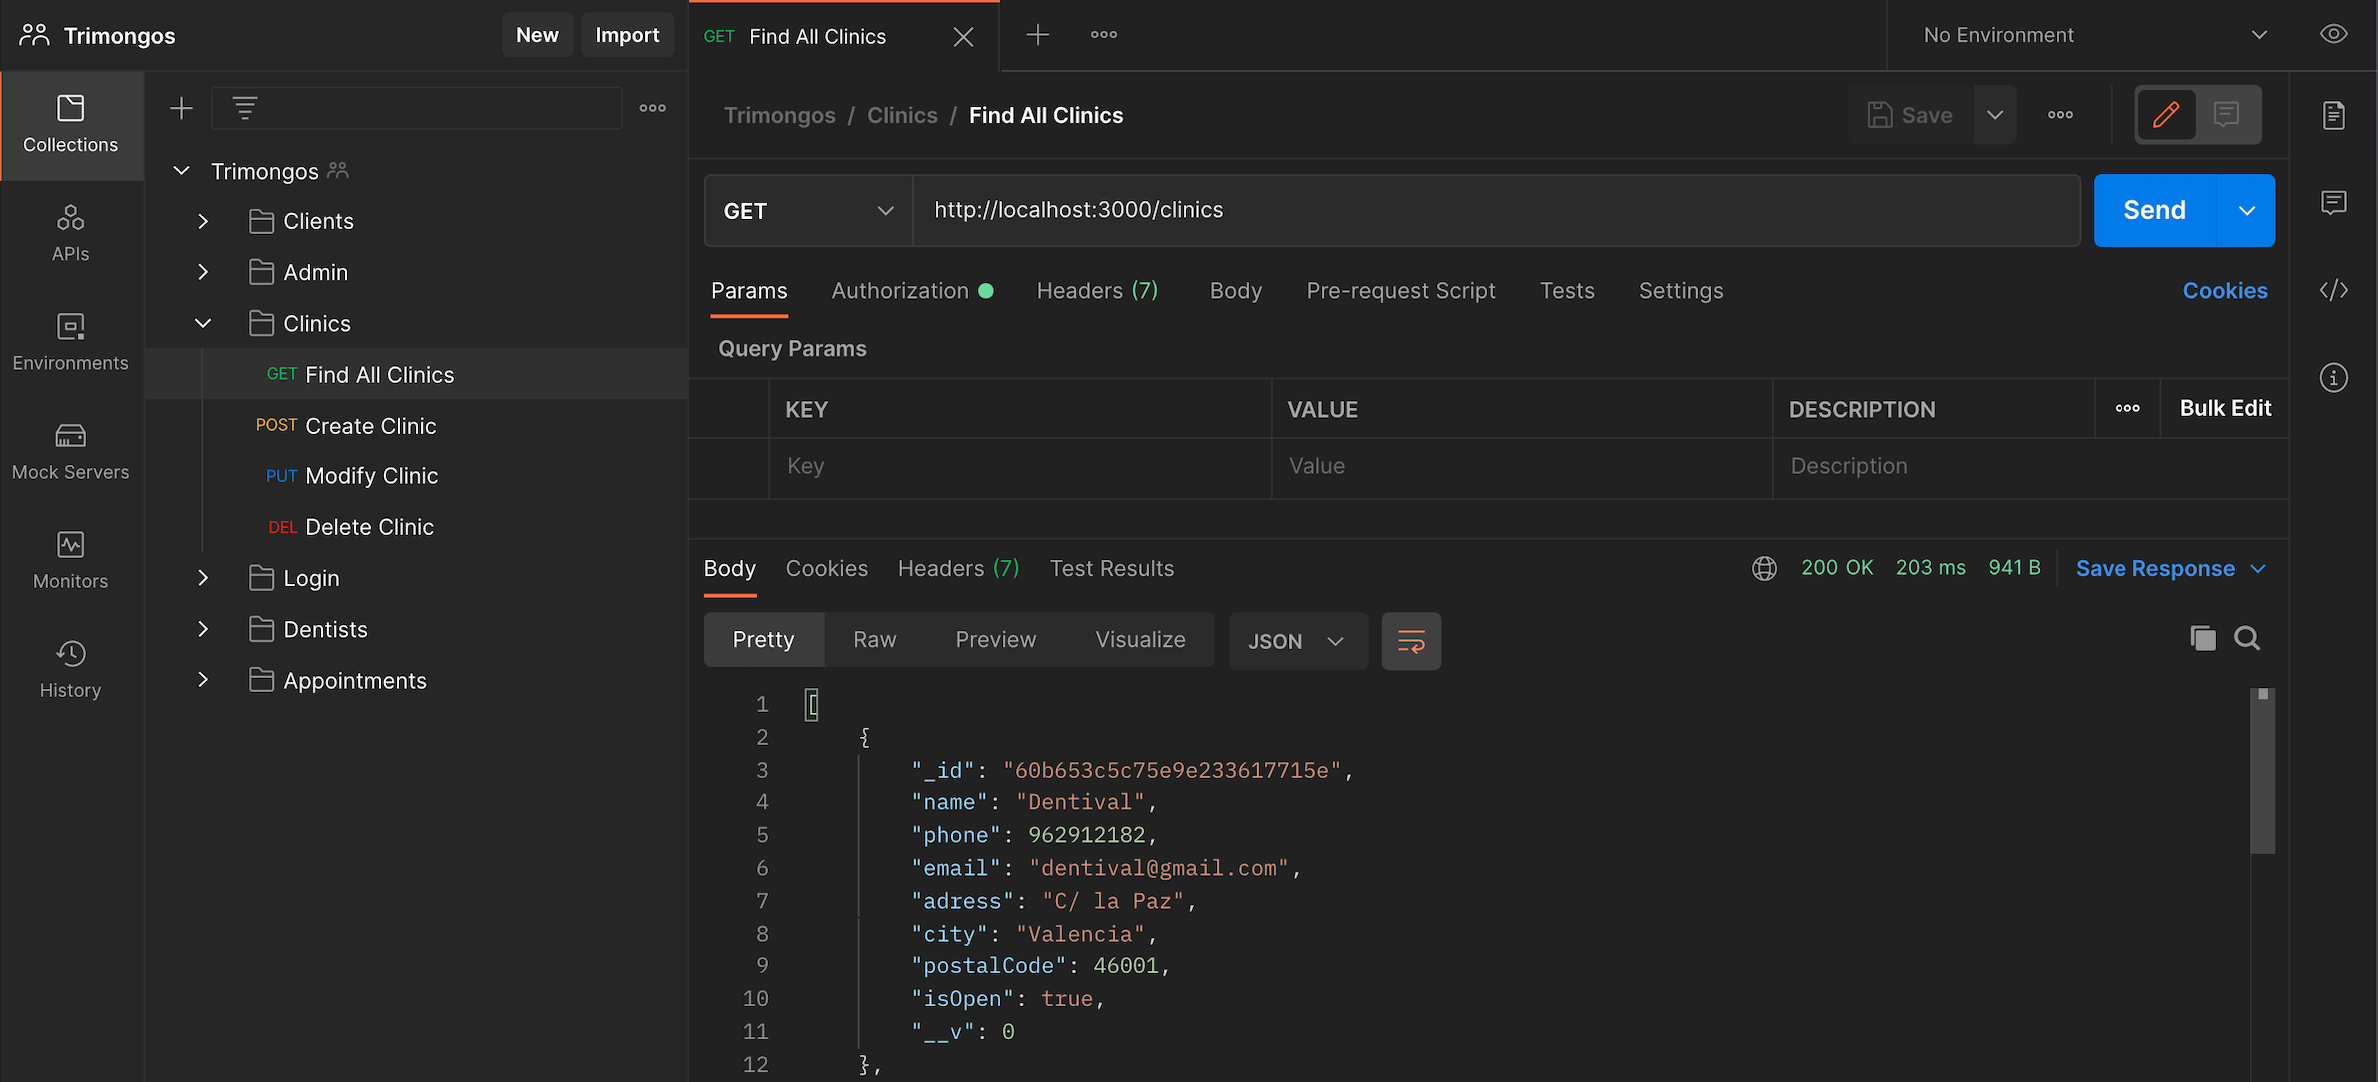 Trimongos
New Import
GET Find All Clinics
No Environment
Collections
APIs
Environments
Mock Servers
Monitors
History
Trimongos
Clients
Admin
Clinics
GET Find All Clinics
POST Create Clinic
PUT Modify Clinic
DEL Delete Clinic
Login
Dentists
Appointments
Trimongos / Clinics / Find All Clinics
Save
GET http://localhost:3000/clinics
Send
Params Authorization Headers (7) Body Pre-request Script Tests Settings Cookies
Query Params
KEY VALUE DESCRIPTION Bulk Edit
Key Value Description
Body Cookies Headers (7) Test Results 200 OK 203 ms 941 B Save Response
Pretty Raw Preview Visualize JSON
1 [
2 {
3 "_id": "60b653c5c75e9e233617715e",
4 "name": "Dentival",
5 "phone": 962912182,
6 "email": "dentival@gmail.com",
7 "adress": "C/ la Paz",
8 "city": "Valencia",
9 "postalCode": 46001,
10 "isOpen": true,
11 "__v": 0
12 },